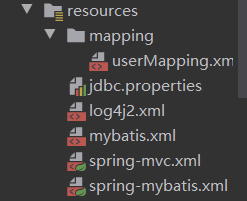 resources
mapping
userMapping.xm
jdbc.properties
log4j2.xml
mybatis.xml
spring-mvc.xml
spring-mybatis.xml